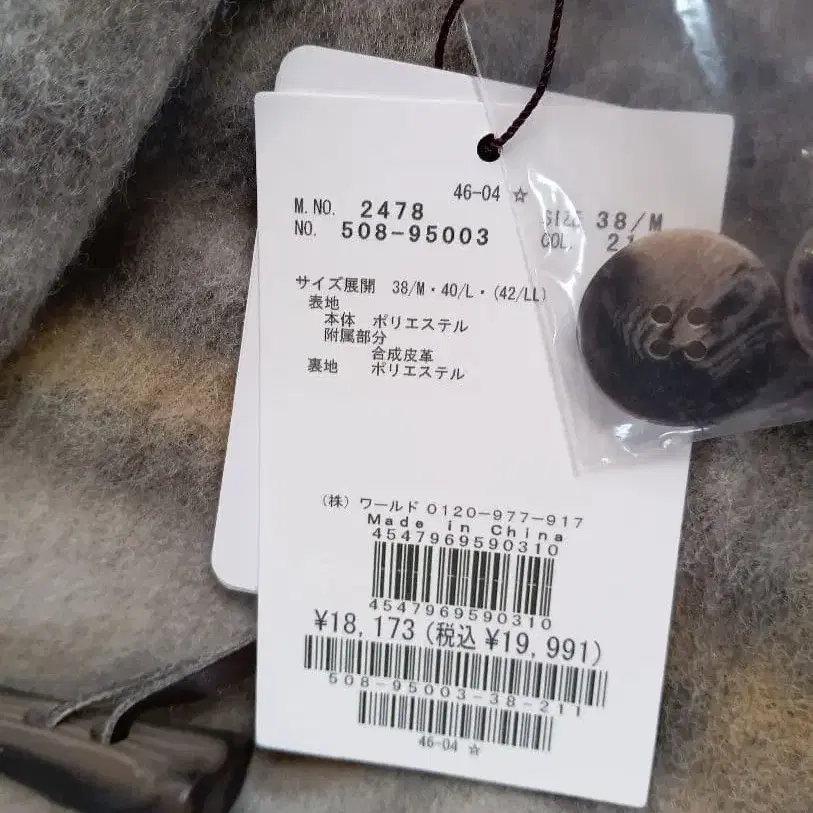 46-04 ☆
M.NO. 2478 SIZE 38/M
NO. 508-95003 COL. 21
サイズ展開 38/M・40/L・(42/LL)
表地
本体 ポリエステル
附属部分
合成皮革
裏地 ポリエステル
(株) ワールド 0120-977-917
Made in China
4547969590310
4547969590310
¥18,173 (税込 ¥19,991)
508-95003-38-211
46-04 ☆